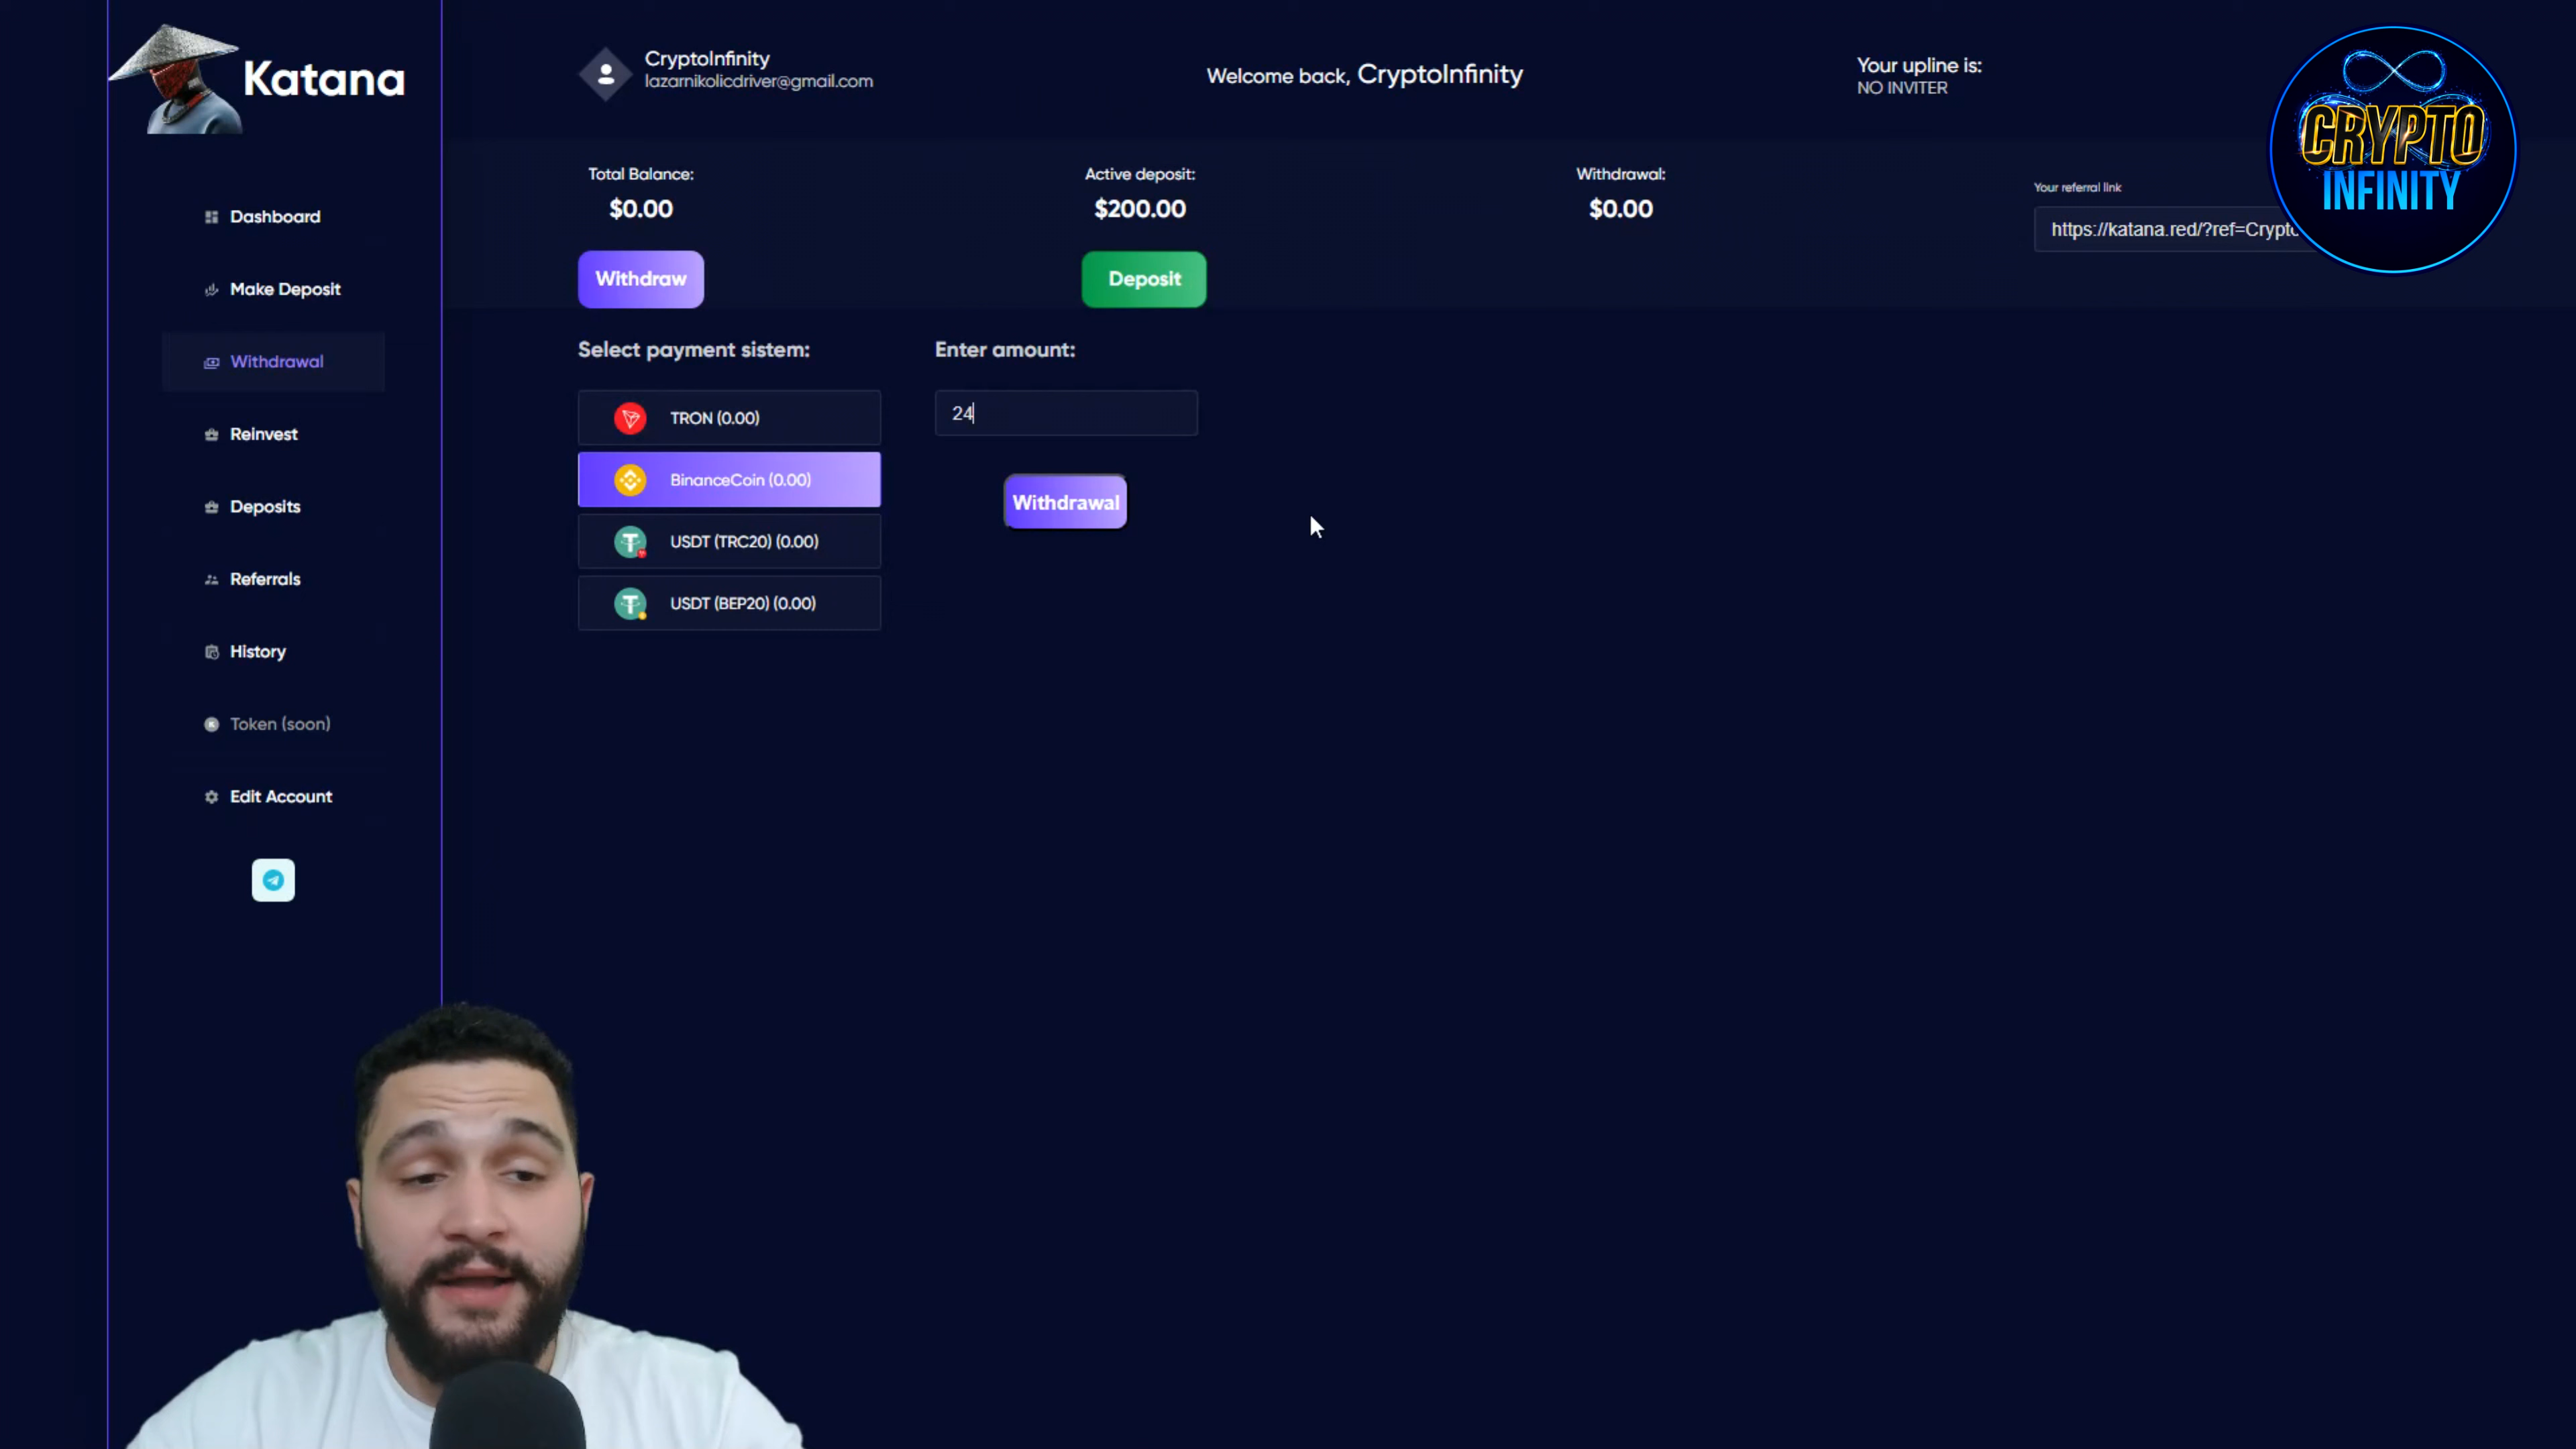 Katana
CryptoInfinity
lazarnikolicdriver@gmail.com
Welcome back, CryptoInfinity
Your upline is:
NO INVITER
CRYPTO
INFINITY
Total Balance:
$0.00
Withdraw
Active deposit:
$200.00
Deposit
Withdrawal:
$0.00
Your referral link
https://katana.red/?ref=Crypto
Dashboard
Make Deposit
Withdrawal
Reinvest
Deposits
Referrals
History
Token (soon)
Edit Account
Select payment sistem:
TRON (0.00)
BinanceCoin (0.00)
USDT (TRC20) (0.00)
USDT (BEP20) (0.00)
Enter amount:
24
Withdrawal